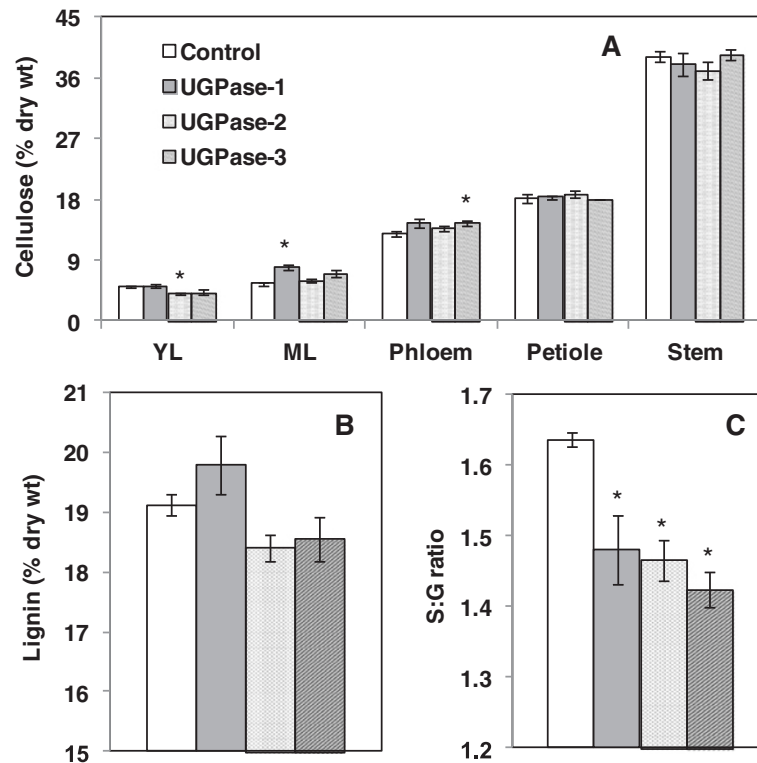 A
Control
UGPase-1
UGPase-2
UGPase-3
Cellulose (% dry wt)
45
36
27
18
9
0
*
*
*
YL ML Phloem Petiole Stem
B
Lignin (% dry wt)
21
20
19
18
17
16
15
C
S:G ratio
1.7
1.6
1.5
1.4
1.3
1.2
*
*
*